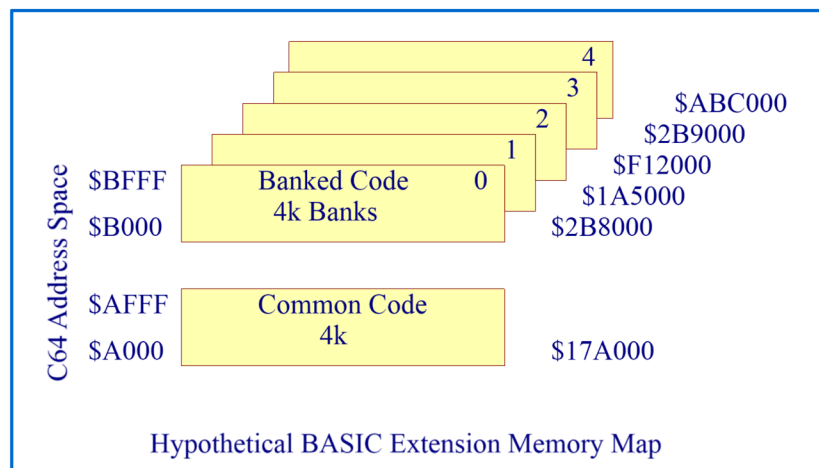 4
3
$ABC000
2
$2B9000
1
$F12000
$BFFF Banked Code 0
$1A5000
4k Banks
$B000 $2B8000
C64 Address Space
$AFFF Common Code
4k
$A000 $17A000
Hypothetical BASIC Extension Memory Map